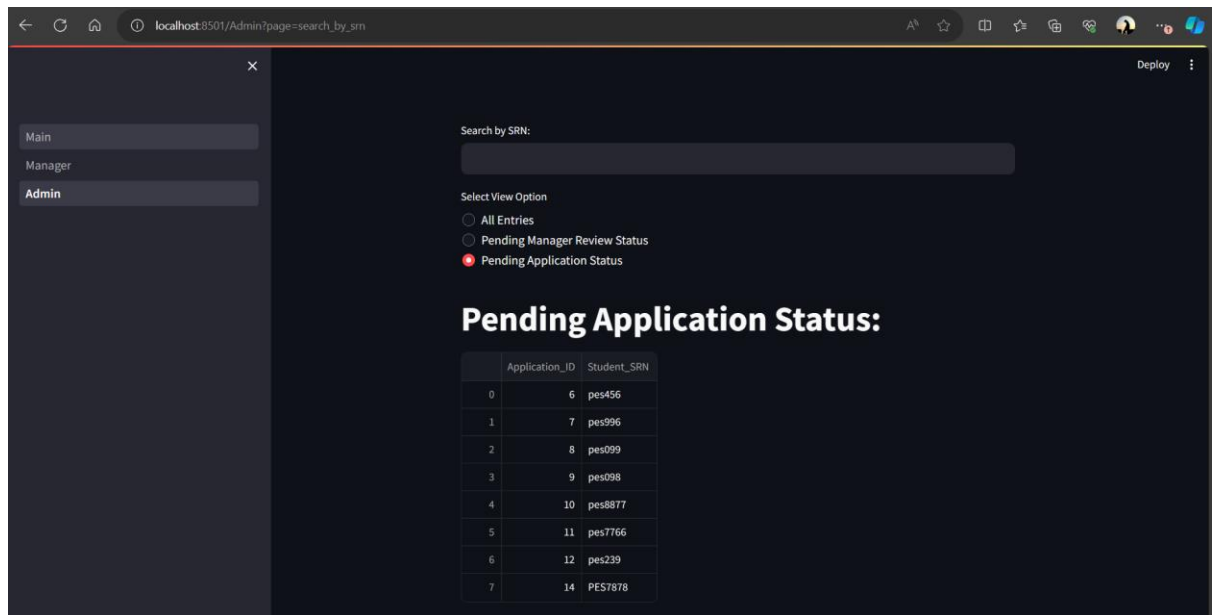 localhost:8501/Admin?page=search_by_srn
Deploy
Main
Manager
Admin
Search by SRN:
Select View Option
All Entries
Pending Manager Review Status
Pending Application Status
Pending Application Status:
Application_ID Student_SRN
0 6 pes456
1 7 pes996
2 8 pes099
3 9 pes098
4 10 pes8877
5 11 pes7766
6 12 pes239
7 14 PES7878